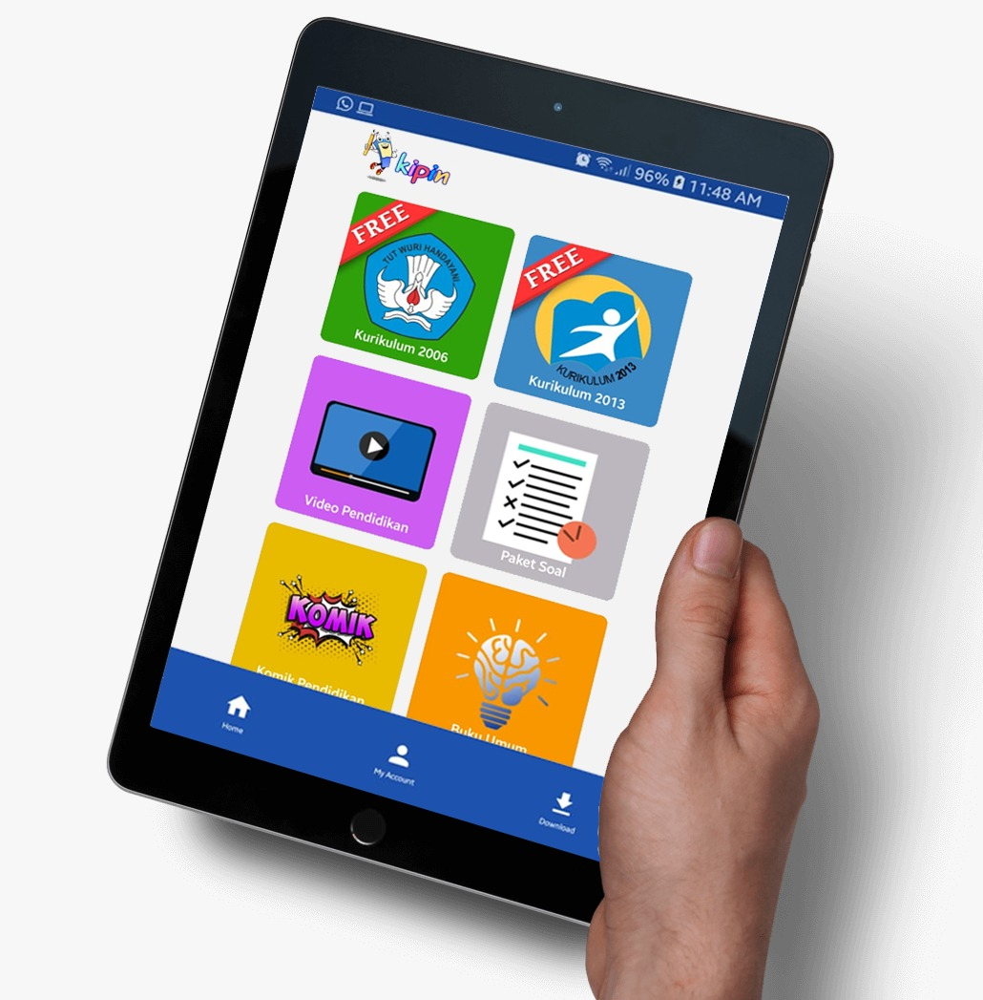 96% 11:48 AM
kipin
FREE
TUT WURI HANDAYANI
Kurikulum 2006
FREE
KURIKULUM 2013
Kurikulum 2013
Video Pendidikan
Paket Soal
KOMIK
Komik Pendidikan
Buku Umum
Home
My Account
Download